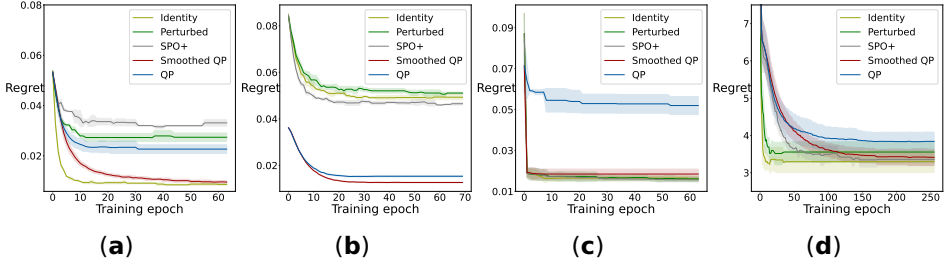 0.08
0.06
Regret
0.04
0.02
0 10 20 30 40 50 60
Training epoch
Identity
Perturbed
SPO+
Smoothed QP
QP
(a)
0.08
0.06
Regret
0.04
0.02
0 10 20 30 40 50 60 70
Training epoch
Identity
Perturbed
SPO+
Smoothed QP
QP
(b)
0.09
0.07
Regret
0.05
0.03
0.01
0 10 20 30 40 50 60
Training epoch
Identity
Perturbed
SPO+
Smoothed QP
QP
(c)
7
6
Regret
5
4
3
0 50 100 150 200 250
Training epoch
Identity
Perturbed
SPO+
Smoothed QP
QP
(d)